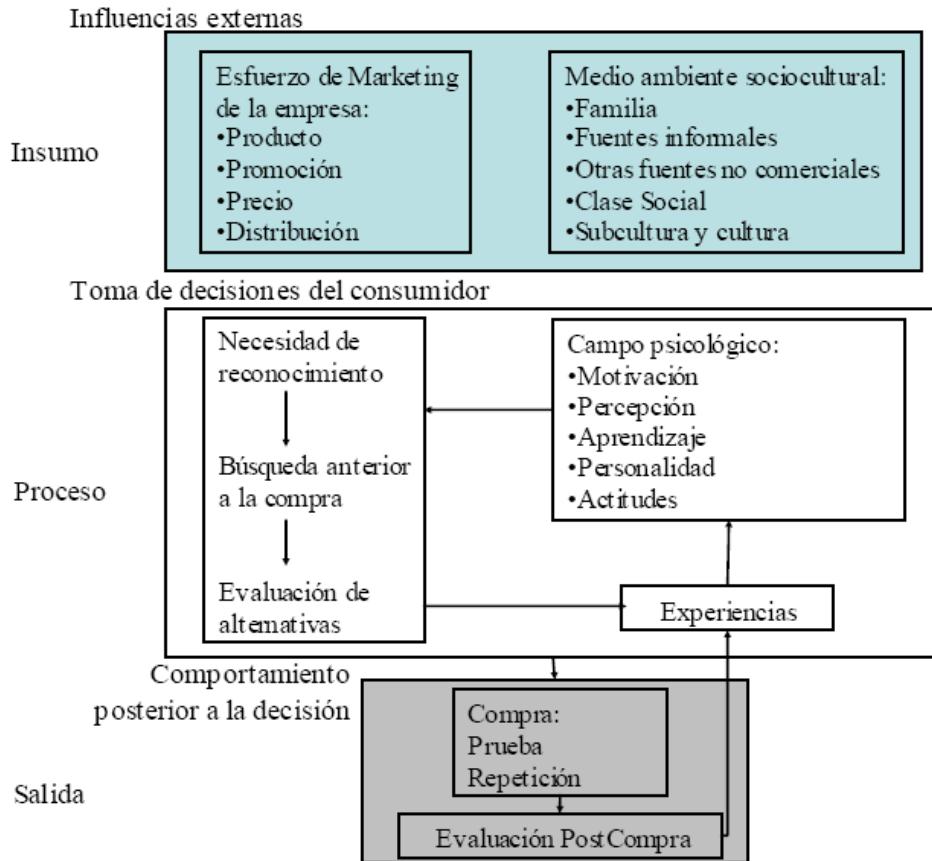 Influencias externas
Insumo
Esfuerzo de Marketing
de la empresa:
•Producto
•Promoción
•Precio
•Distribución
Medio ambiente sociocultural:
•Familia
•Fuentes informales
•Otras fuentes no comerciales
•Clase Social
•Subcultura y cultura
Toma de decisiones del consumidor
Proceso
Necesidad de
reconocimiento
Búsqueda anterior
a la compra
Evaluación de
alternativas
Campo psicológico:
•Motivación
•Percepción
•Aprendizaje
•Personalidad
•Actitudes
Experiencias
Comportamiento
posterior a la decisión
Salida
Compra:
Prueba
Repetición
Evaluación PostCompra